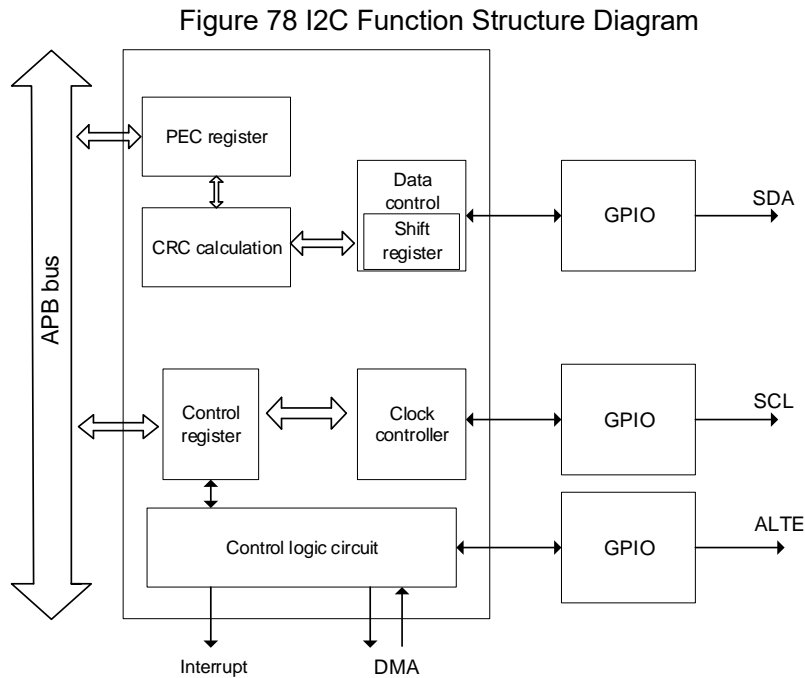 Figure 78 I2C Function Structure Diagram
APB bus
PEC register
CRC calculation
Data
control
Shift
register
GPIO
SDA
Control
register
Clock
controller
GPIO
SCL
Control logic circuit
GPIO
ALTE
Interrupt
DMA